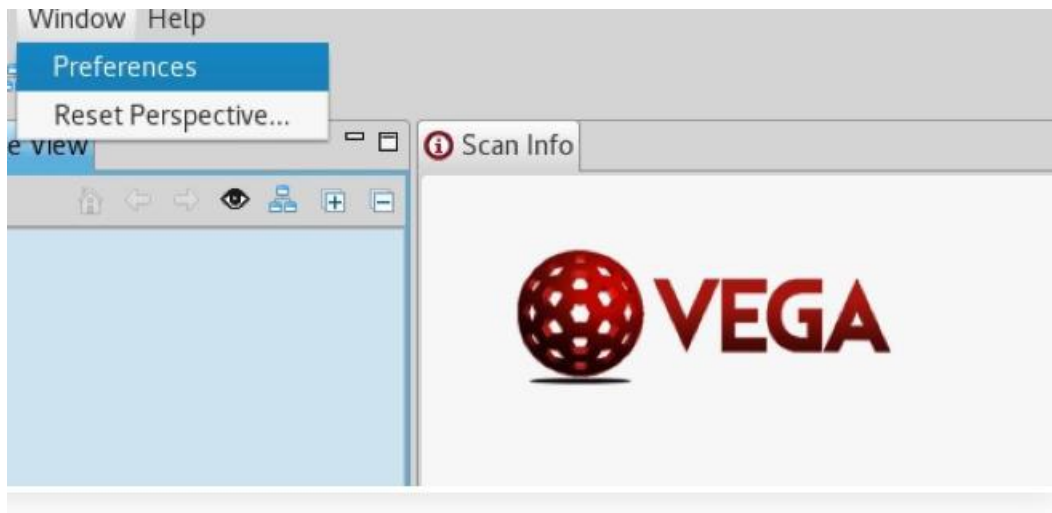 Window Help
Preferences
Reset Perspective...
e View
Scan Info
VEGA